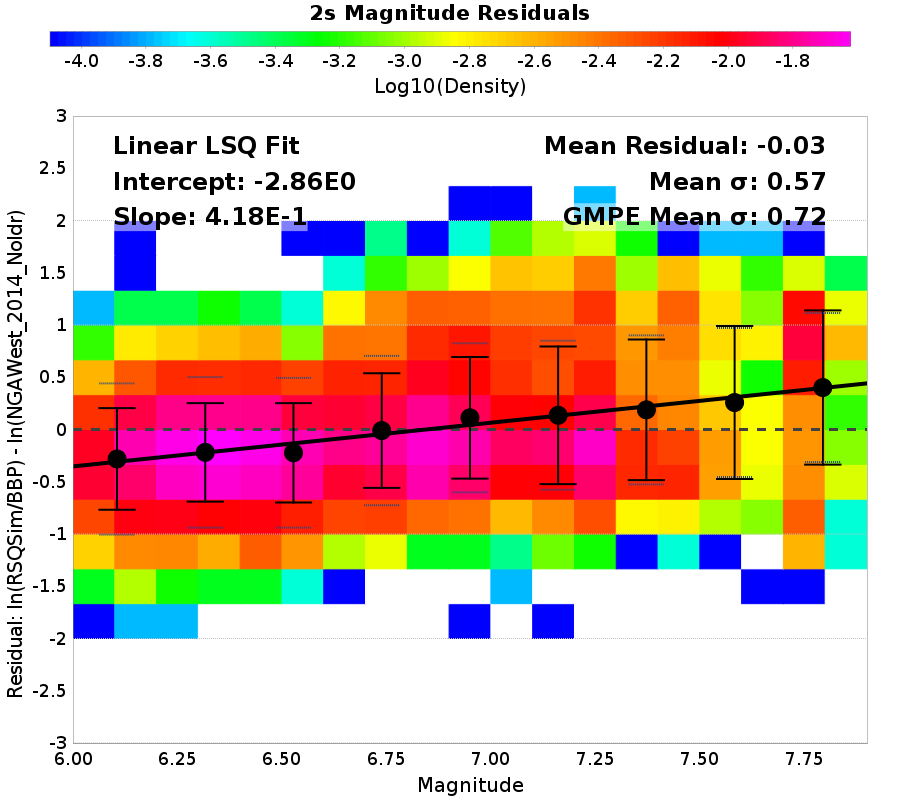 2s Magnitude Residuals
-4.0 -3.8 -3.6 -3.4 -3.2 -3.0 -2.8 -2.6 -2.4 -2.2 -2.0 -1.8
Log10(Density)
Linear LSQ Fit
Intercept: -2.86E0
Slope: 4.18E-1
Mean Residual: -0.03
Mean σ: 0.57
GMPE Mean σ: 0.72
Residual: ln(RSQSim/BBP) - ln(NGAWest_2014_NoIdr)
3
2.5
2
1.5
1
0.5
0
-0.5
-1
-1.5
-2
-2.5
-3
6.00 6.25 6.50 6.75 7.00 7.25 7.50 7.75
Magnitude